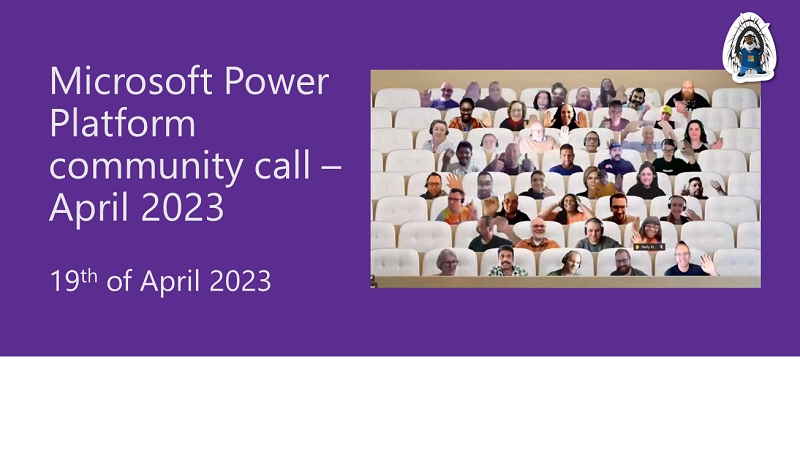 Microsoft Power
Platform
community call –
April 2023
19th of April 2023